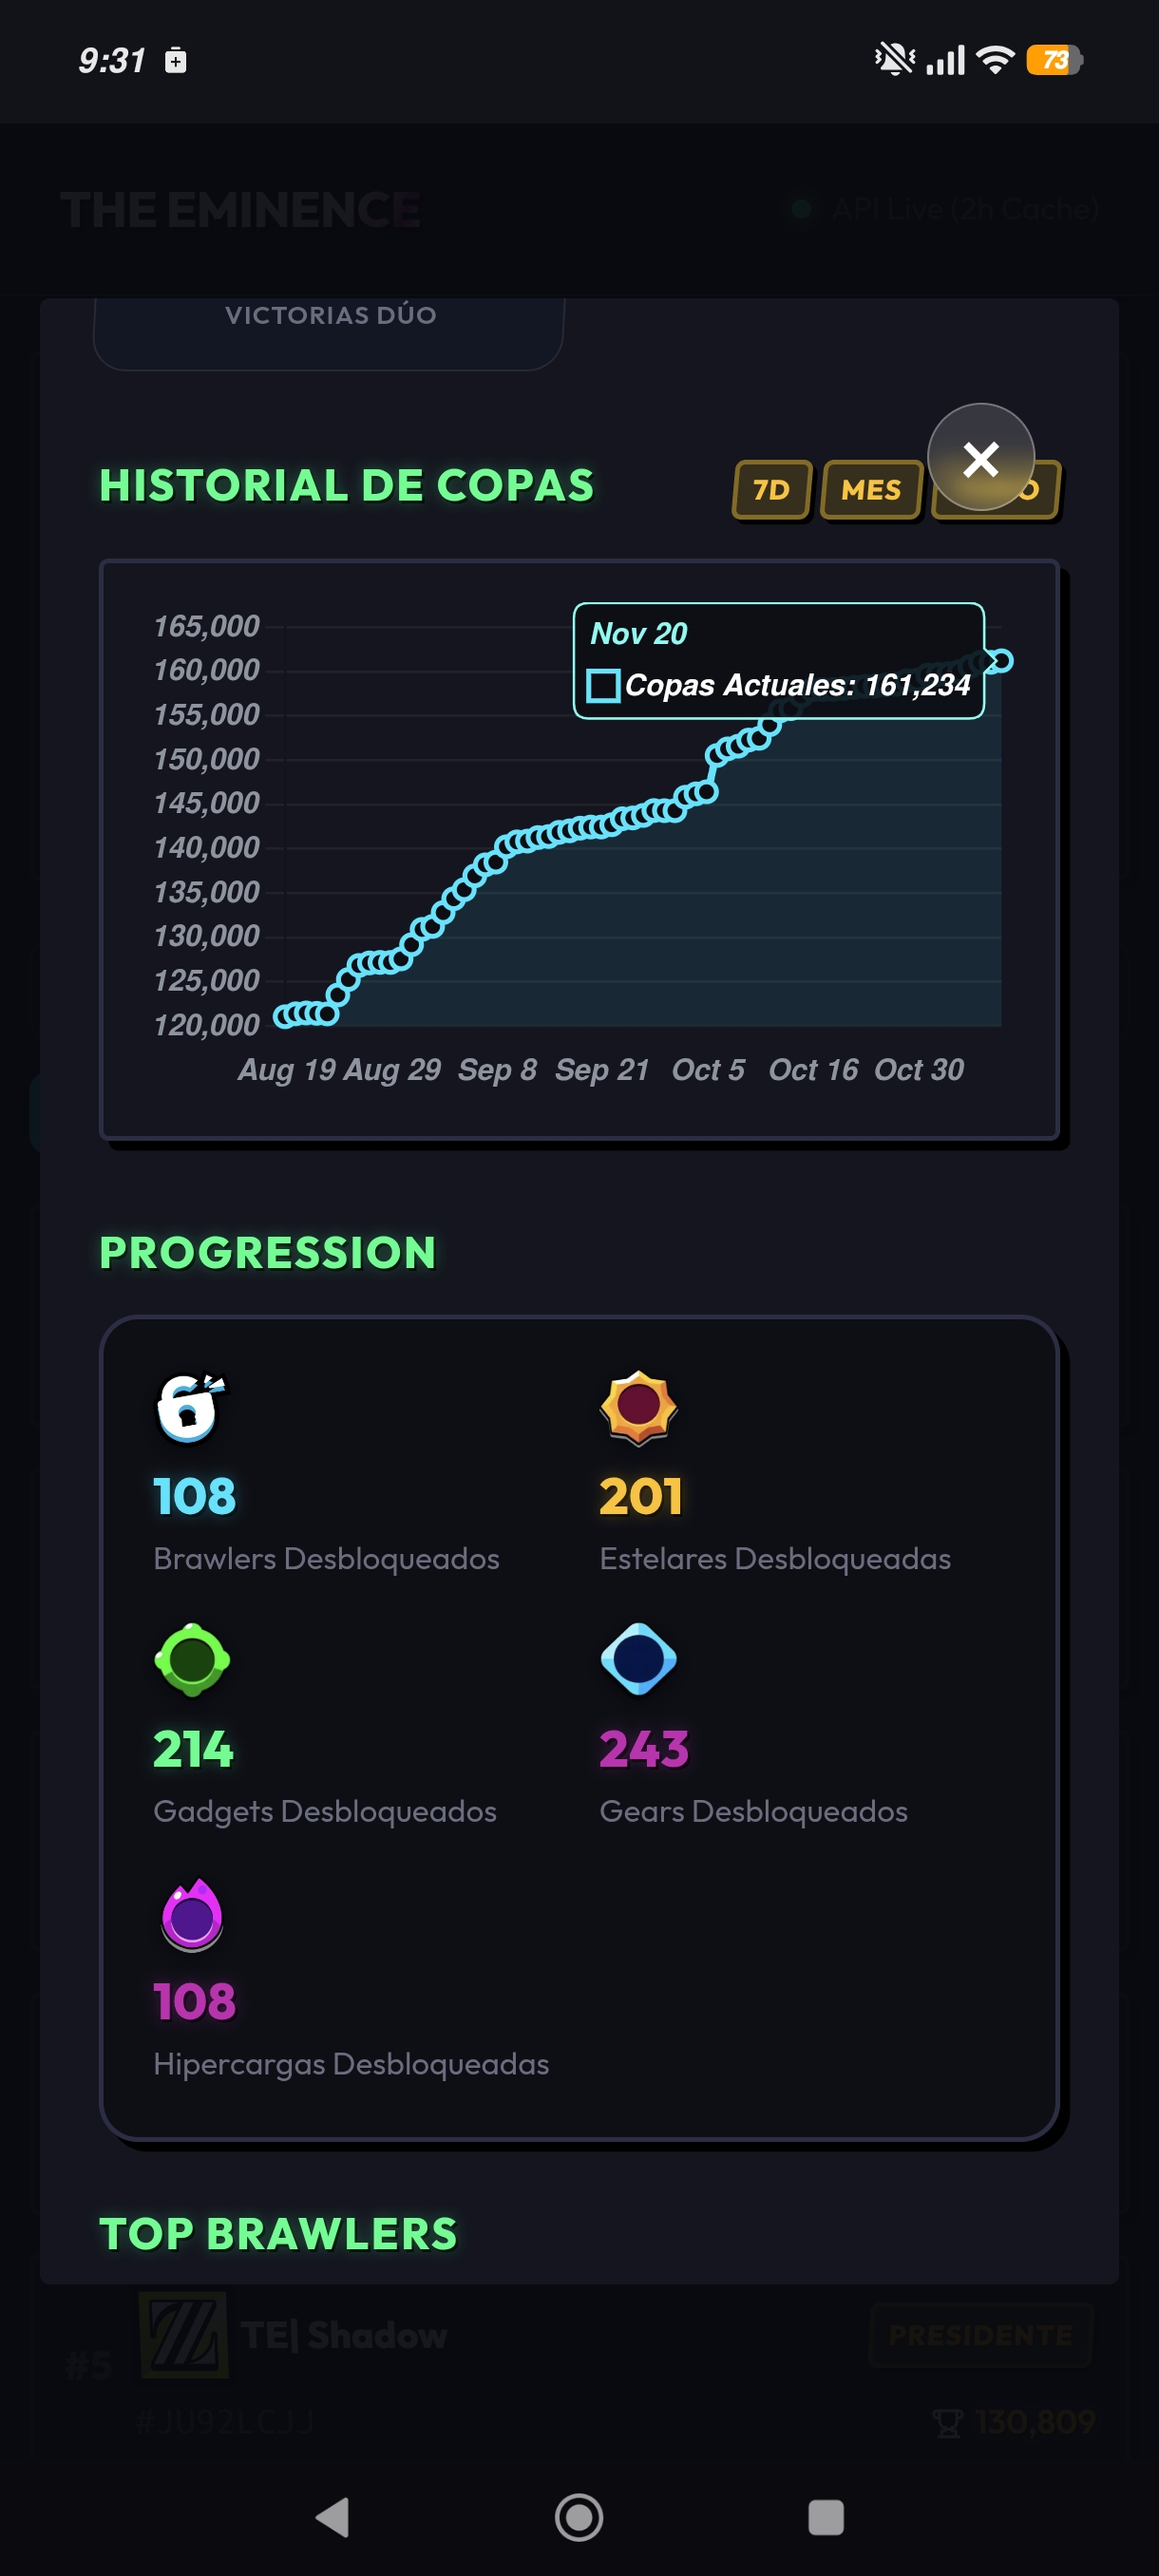 9:31
73
THE EMINENCE
API Live (2h Cache)
VICTORIAS DÚO
HISTORIAL DE COPAS
7D
MES
O
165,000
160,000
155,000
150,000
145,000
140,000
135,000
130,000
125,000
120,000
Nov 20
Copas Actuales: 161,234
Aug 19 Aug 29 Sep 8 Sep 21 Oct 5 Oct 16 Oct 30
PROGRESSION
108
Brawlers Desbloqueados
201
Estelares Desbloqueadas
214
Gadgets Desbloqueados
243
Gears Desbloqueados
108
Hipercargas Desbloqueadas
TOP BRAWLERS
#5
TE| Shadow
PRESIDENTE
#JU92LCJJ
130,809